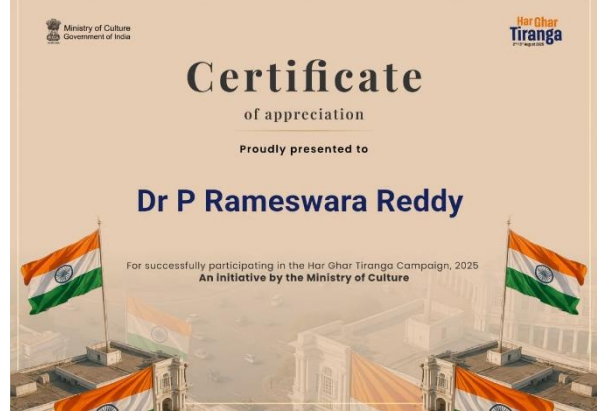 Ministry of Culture
Government of India
Har Ghar
Tiranga
Certificate
of appreciation
Proudly presented to
Dr P Rameswara Reddy
For successfully participating in the Har Ghar Tiranga Campaign, 2025
An initiative by the Ministry of Culture